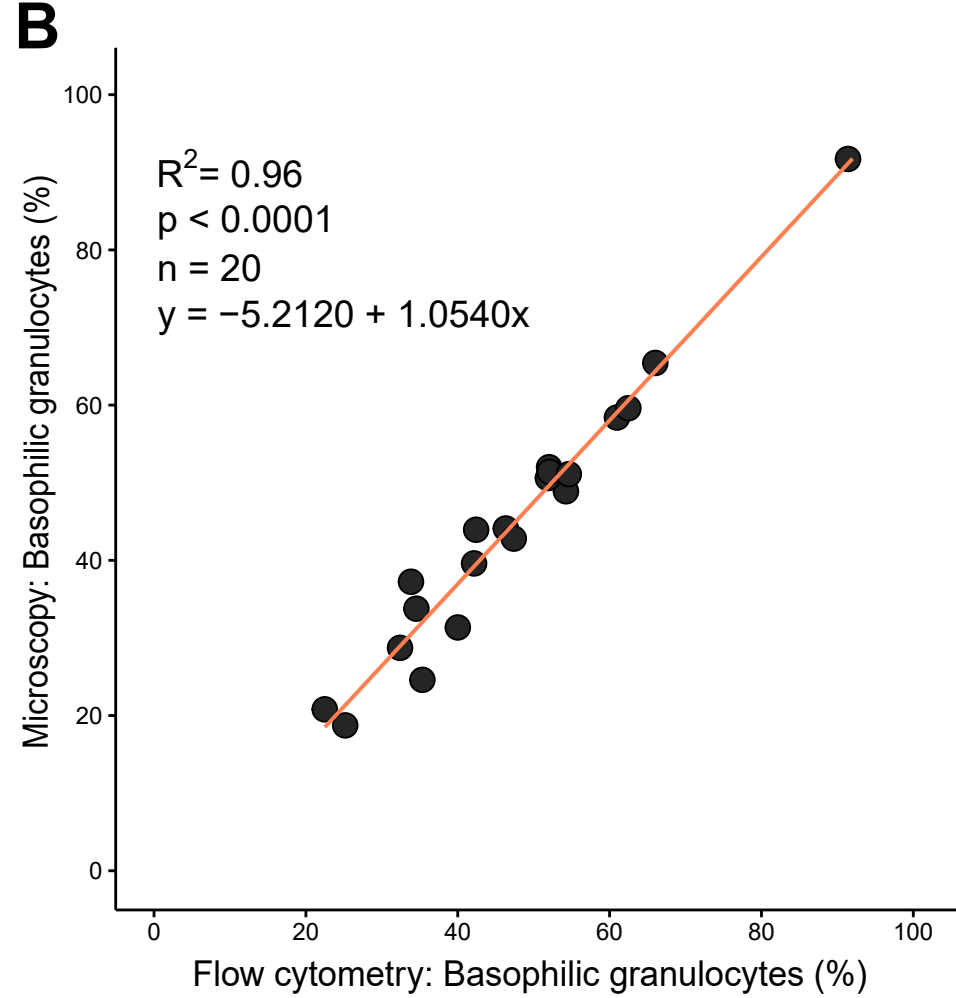 B
100
80
60
40
20
0
R²= 0.96
p < 0.0001
n = 20
y = −5.2120 + 1.0540x
Microscopy: Basophilic granulocytes (%)
0 20 40 60 80 100
Flow cytometry: Basophilic granulocytes (%)